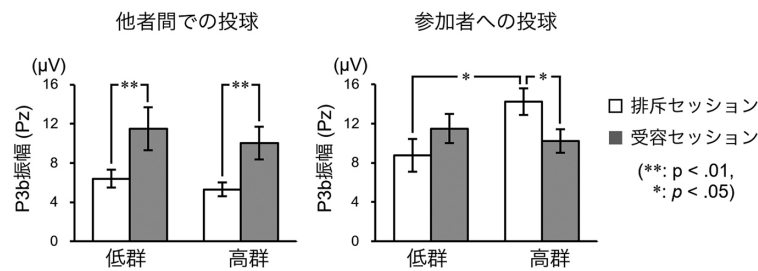 他者間での投球
(μV)
P3b振幅 (Pz)
16
12
8
4
0
**
**
低群
高群
参加者への投球
(μV)
P3b振幅 (Pz)
16
12
8
4
0
*
*
低群
高群
排斥セッション
受容セッション
(**: p < .01,
*: p < .05)